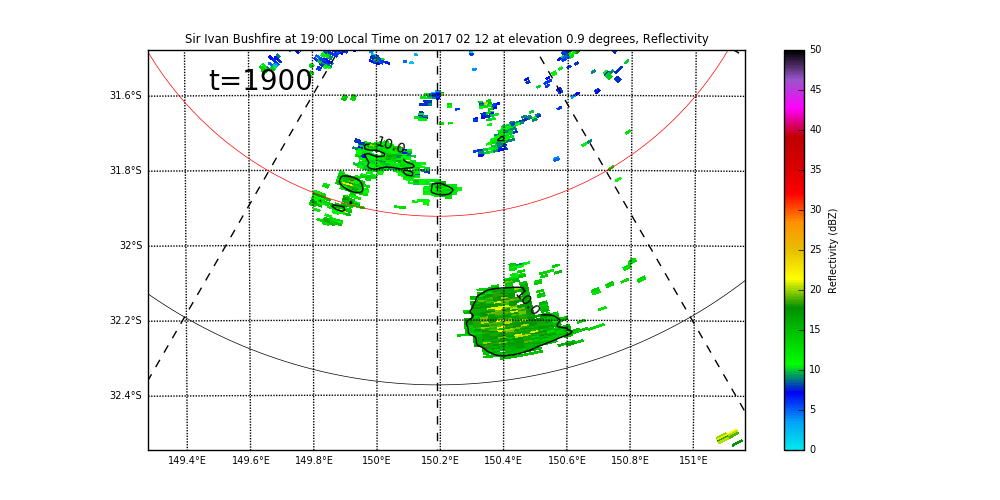 Sir Ivan Bushfire at 19:00 Local Time on 2017 02 12 at elevation 0.9 degrees, Reflectivity
t=1900
31.6°S
31.8°S
32°S
32.2°S
32.4°S
10.0
149.4°E 149.6°E 149.8°E 150°E 150.2°E 150.4°E 150.6°E 150.8°E 151°E
50
45
40
35
30
25
20
15
10
5
0
Reflectivity (dBZ)